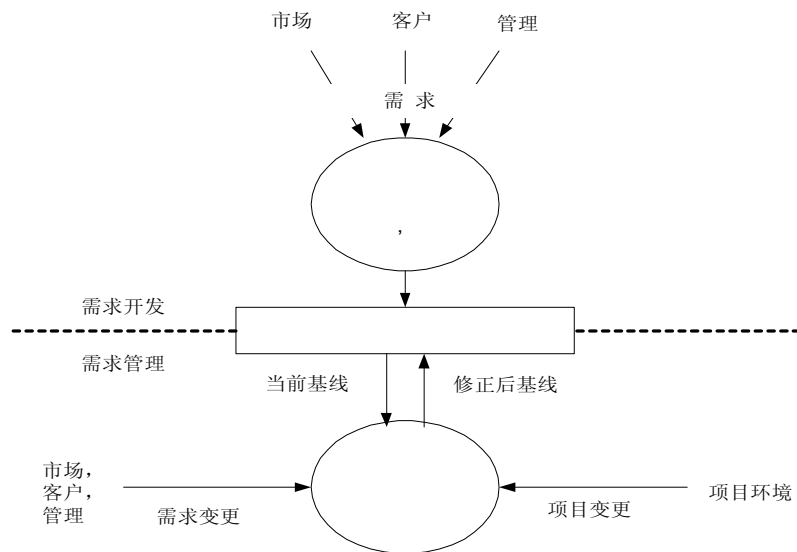 市场 客户 管理
需 求
,
需求开发
需求管理
当前基线 修正后基线
市场,
客户,
管理
需求变更
项目变更
项目环境